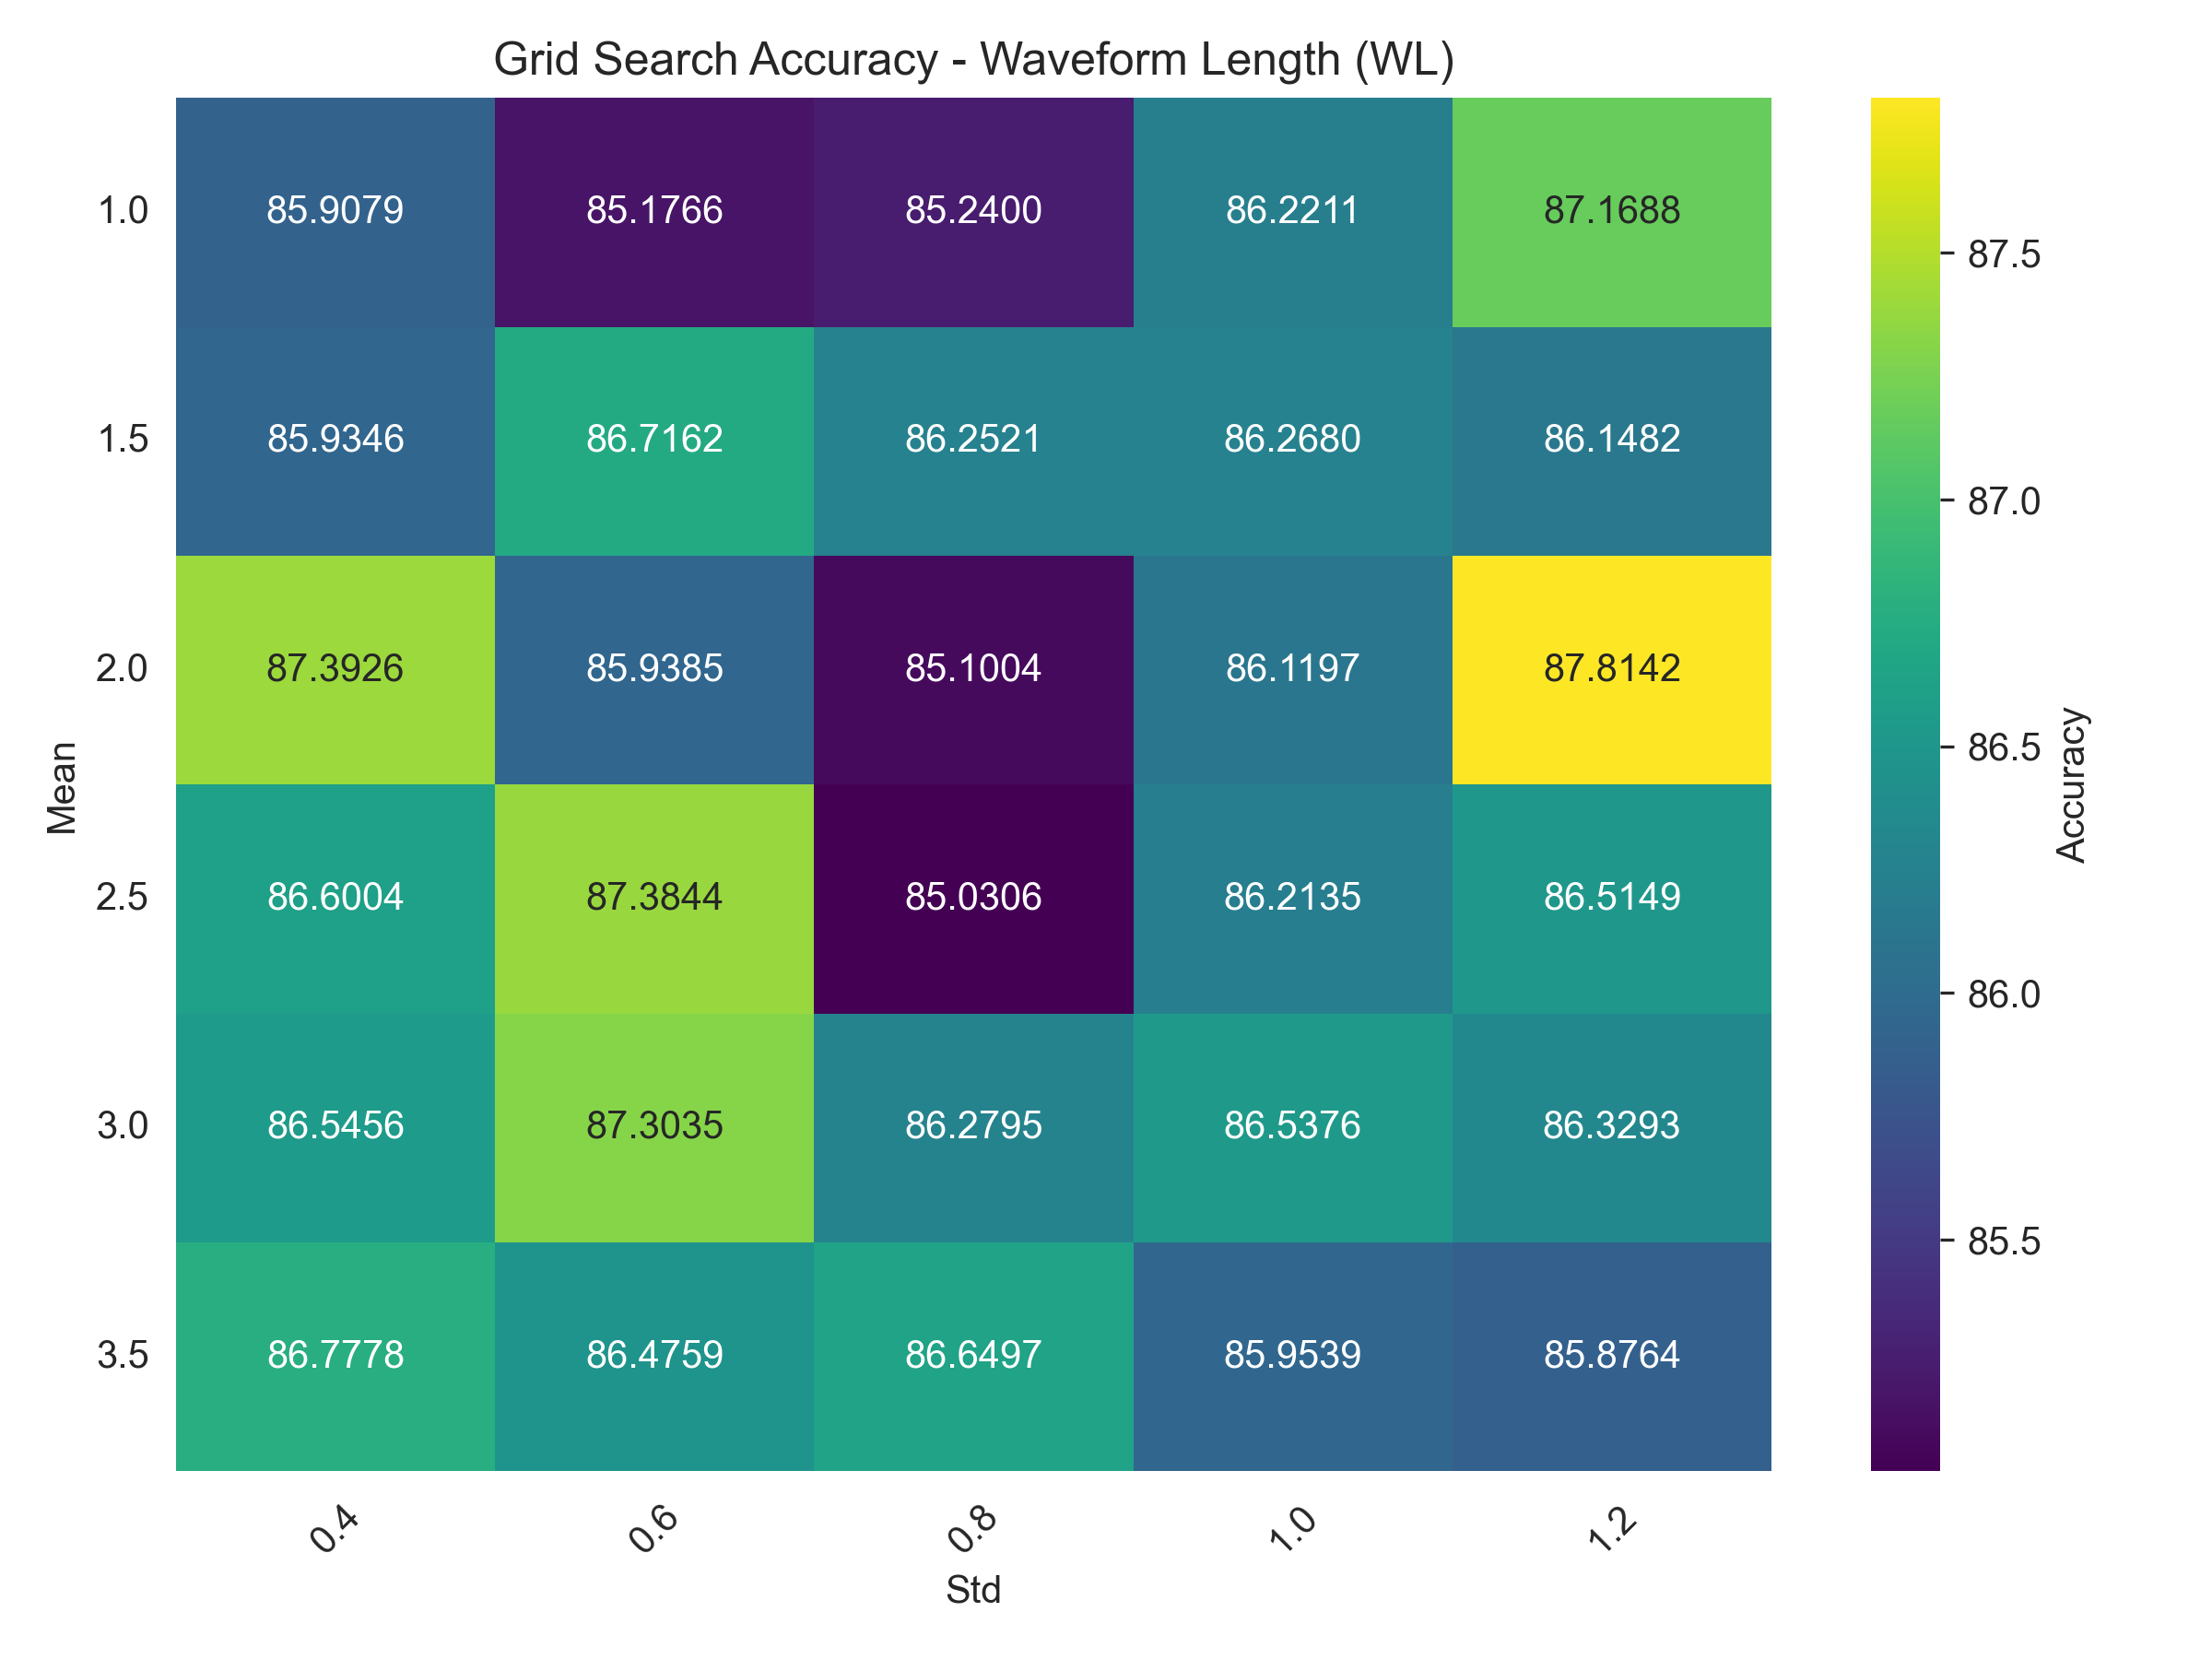 Grid Search Accuracy - Waveform Length (WL)
1.0 85.9079 85.1766 85.2400 86.2211 87.1688
1.5 85.9346 86.7162 86.2521 86.2680 86.1482
2.0 87.3926 85.9385 85.1004 86.1197 87.8142
2.5 86.6004 87.3844 85.0306 86.2135 86.5149
3.0 86.5456 87.3035 86.2795 86.5376 86.3293
3.5 86.7778 86.4759 86.6497 85.9539 85.8764
0.4 0.6 0.8 1.0 1.2
Std
Mean
87.5
87.0
86.5
86.0
85.5
Accuracy